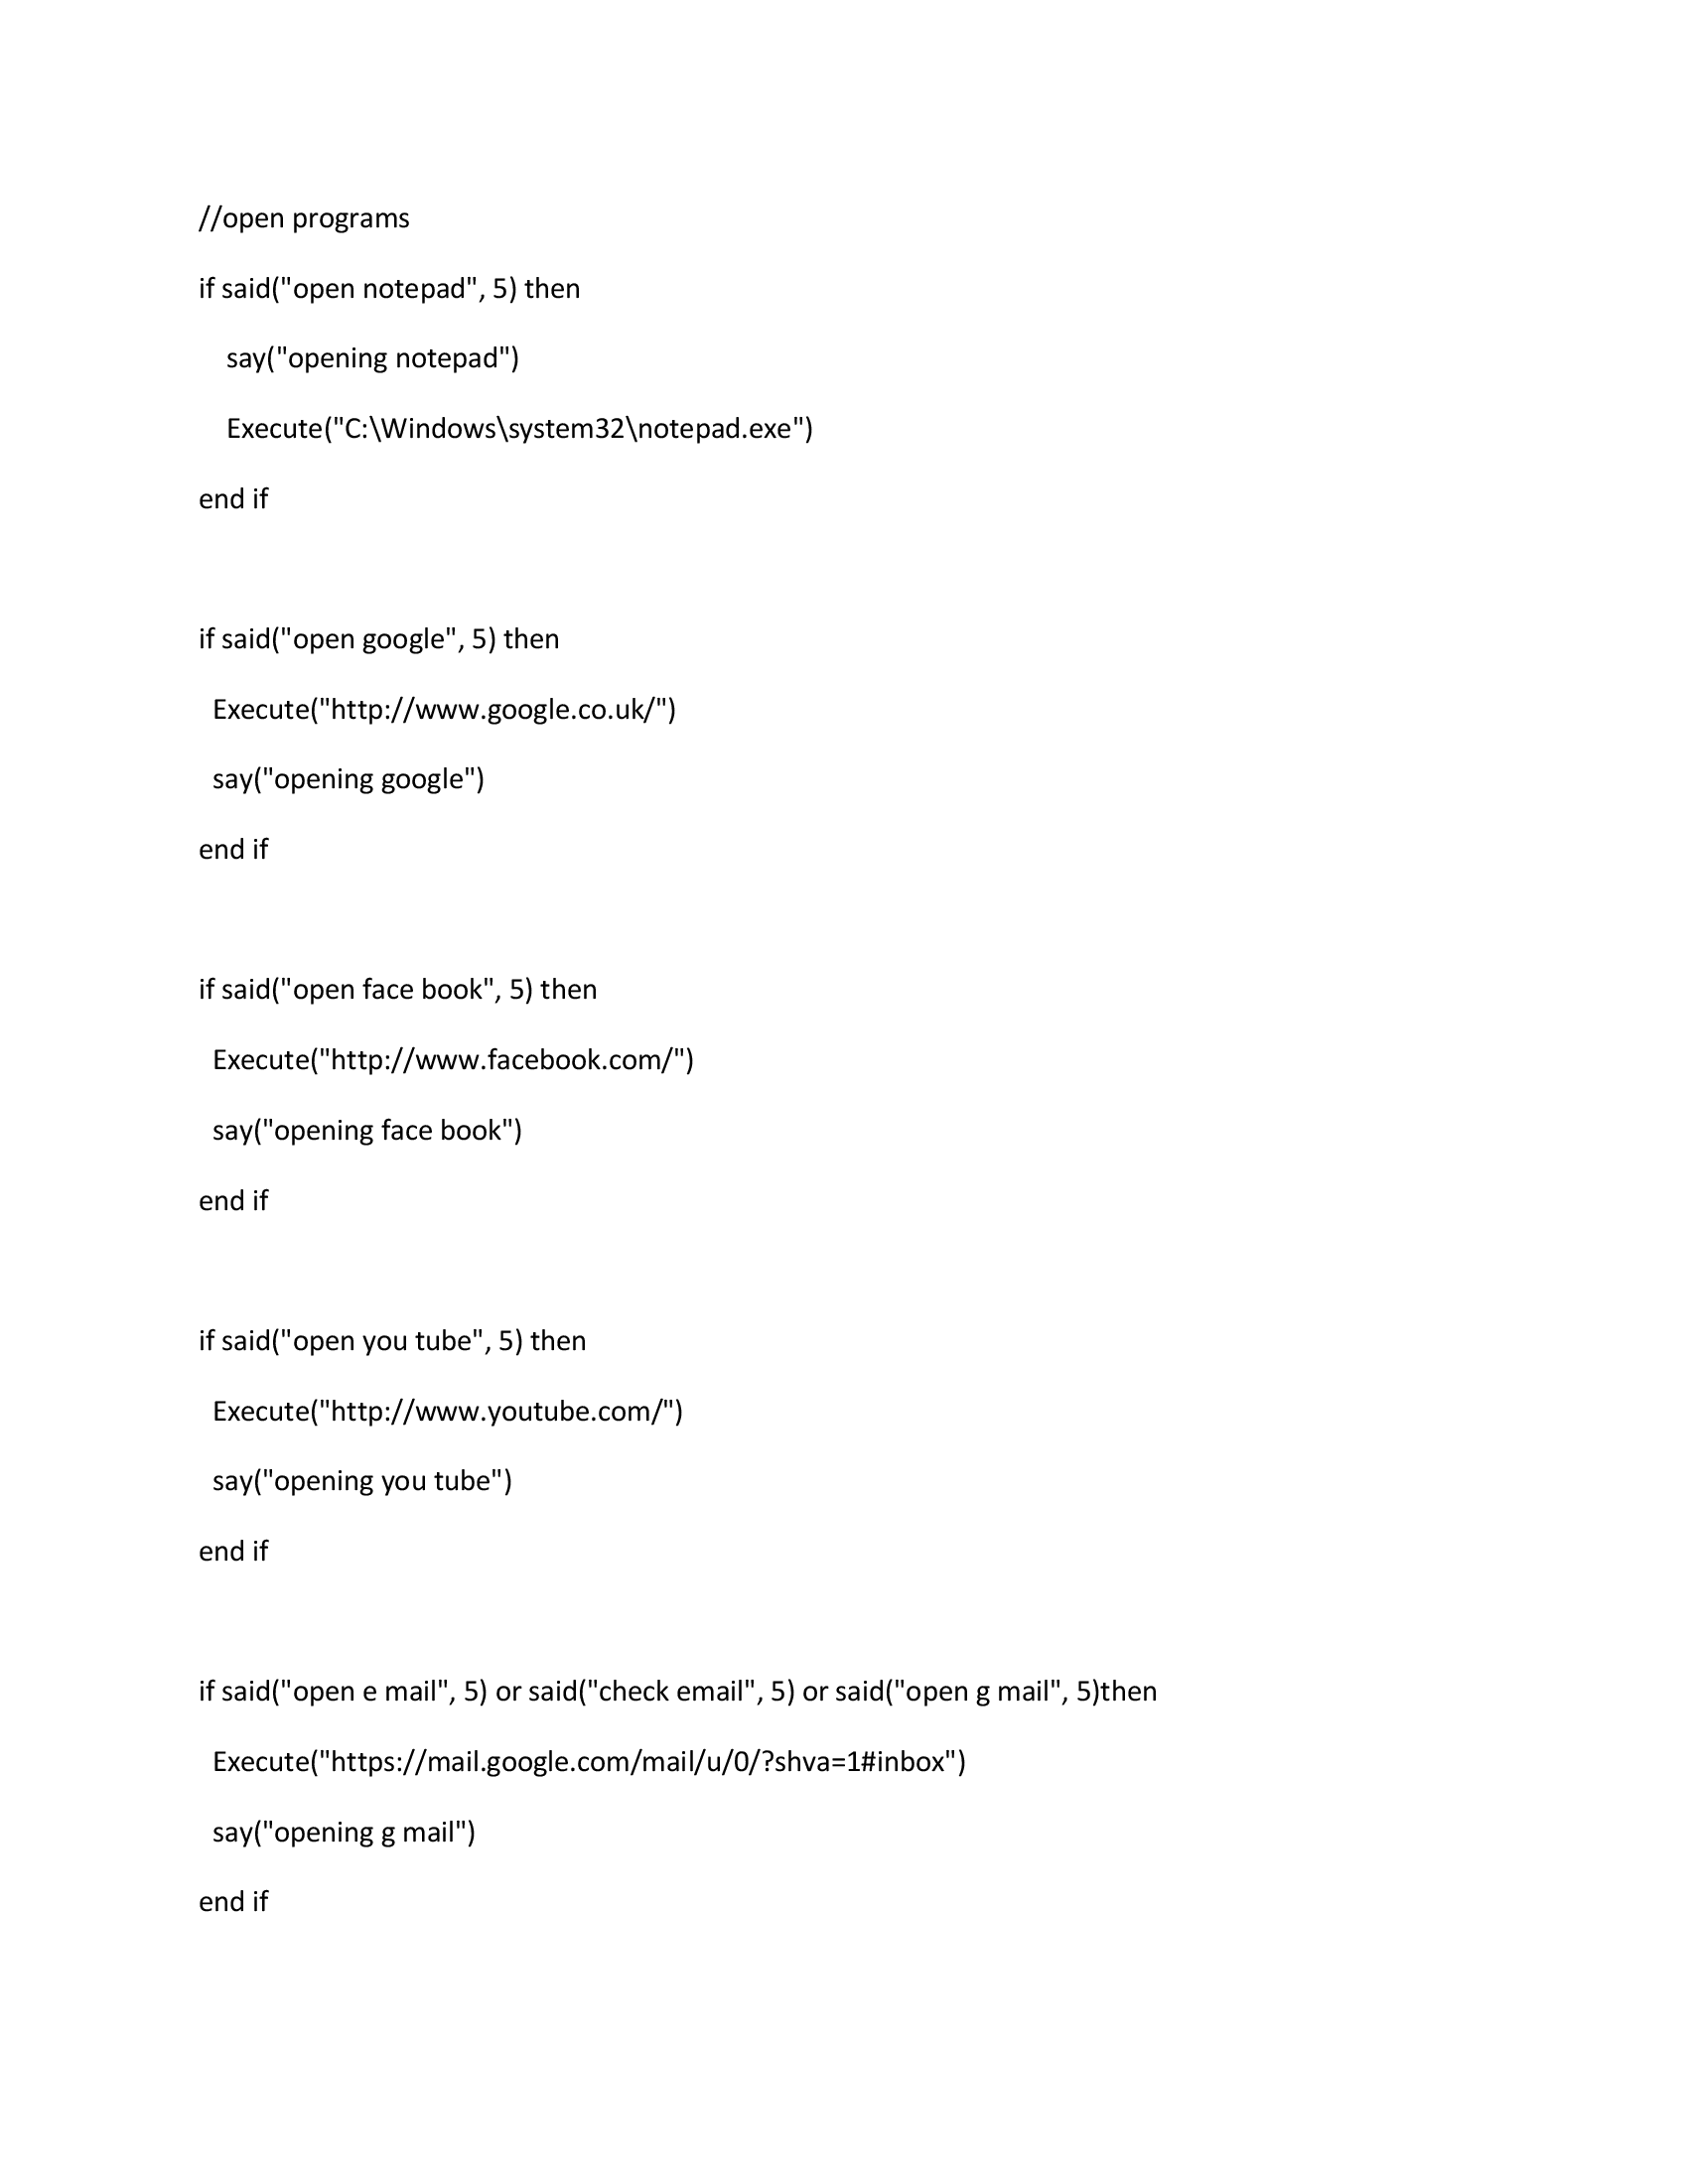 //open programs
if said("open notepad", 5) then
say("opening notepad")
Execute("C:\Windows\system32\notepad.exe")
end if
if said("open google", 5) then
Execute("http://www.google.co.uk/")
say("opening google")
end if
if said("open face book", 5) then
Execute("http://www.facebook.com/")
say("opening face book")
end if
if said("open you tube", 5) then
Execute("http://www.youtube.com/")
say("opening you tube")
end if
if said("open e mail", 5) or said("check email", 5) or said("open g mail", 5)then
Execute("https://mail.google.com/mail/u/0/?shva=1#inbox")
say("opening g mail")
end if